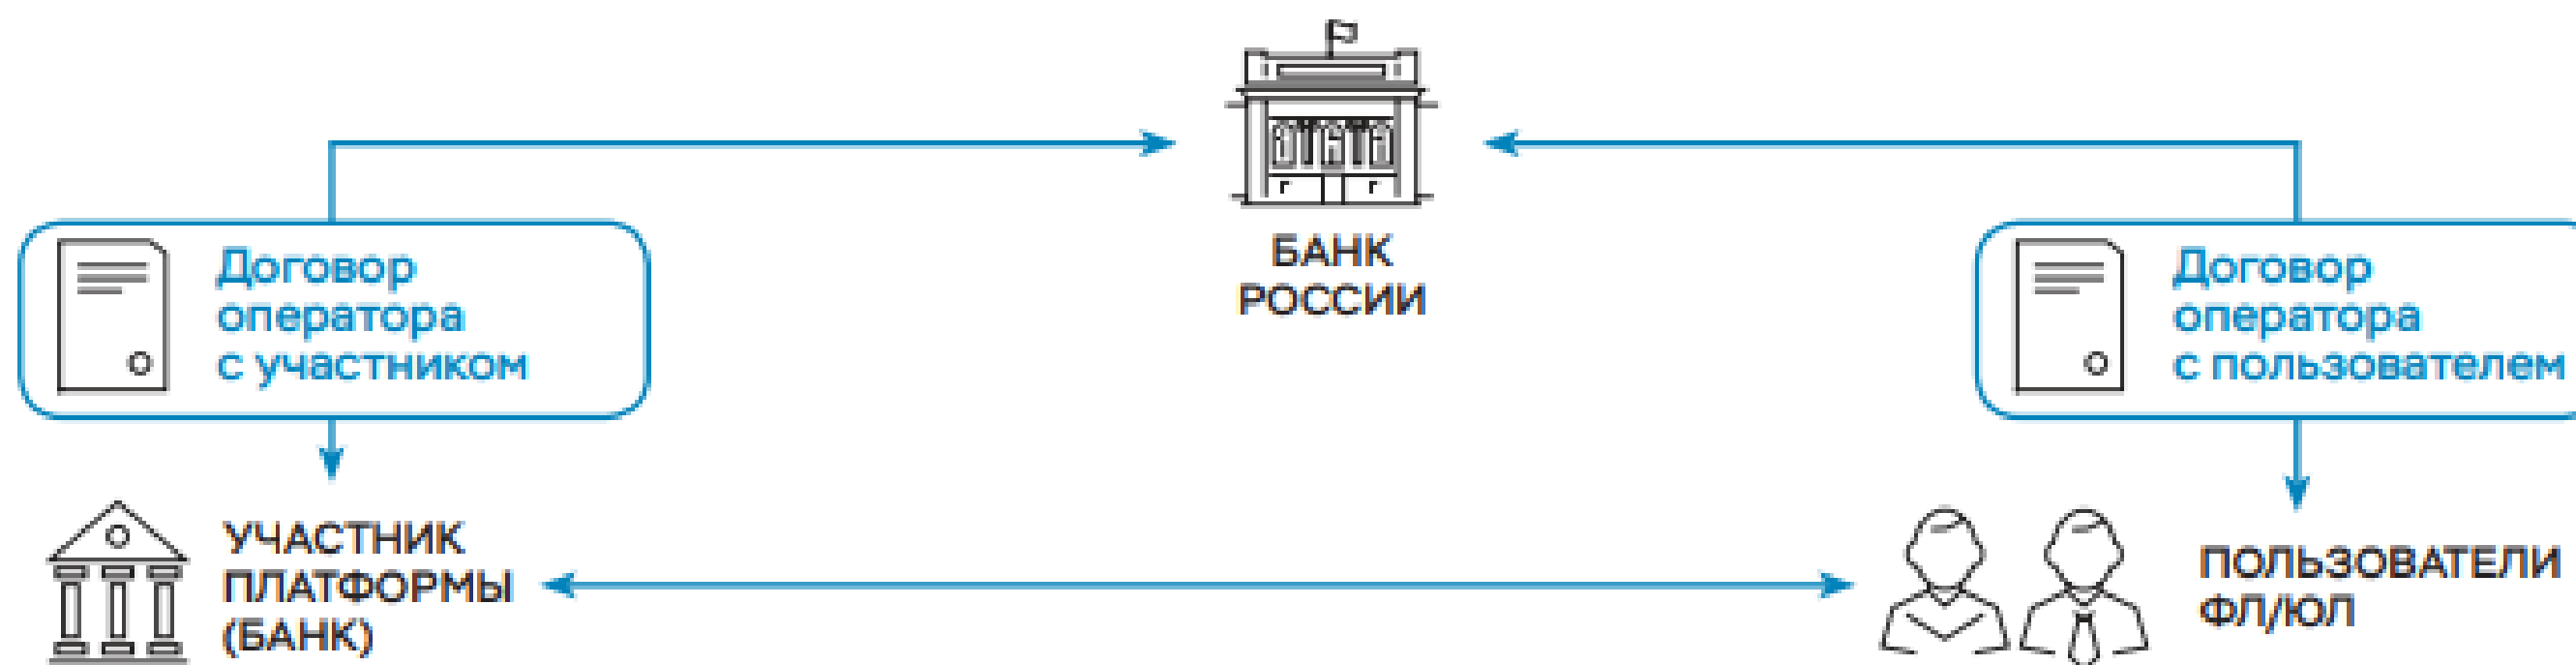 БАНК
РОССИИ
Договор
оператора
с участником
Договор
оператора
с пользователем
УЧАСТНИК
ПЛАТФОРМЫ
(БАНК)
ПОЛЬЗОВАТЕЛИ
ФЛ/ЮЛ